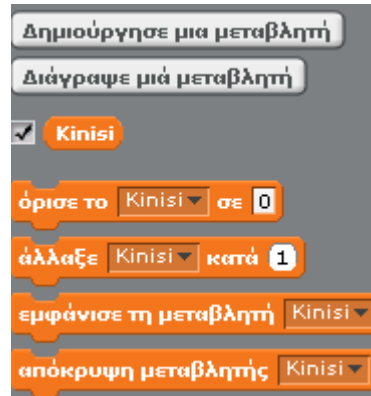 Δημιούργησε μια μεταβλητή
Διάγραψε μιά μεταβλητή
Kinisi
όρισε το Kinisi σε 0
άλλαξε Kinisi κατά 1
εμφάνισε τη μεταβλητή Kinisi
απόκρυψη μεταβλητής Kinisi